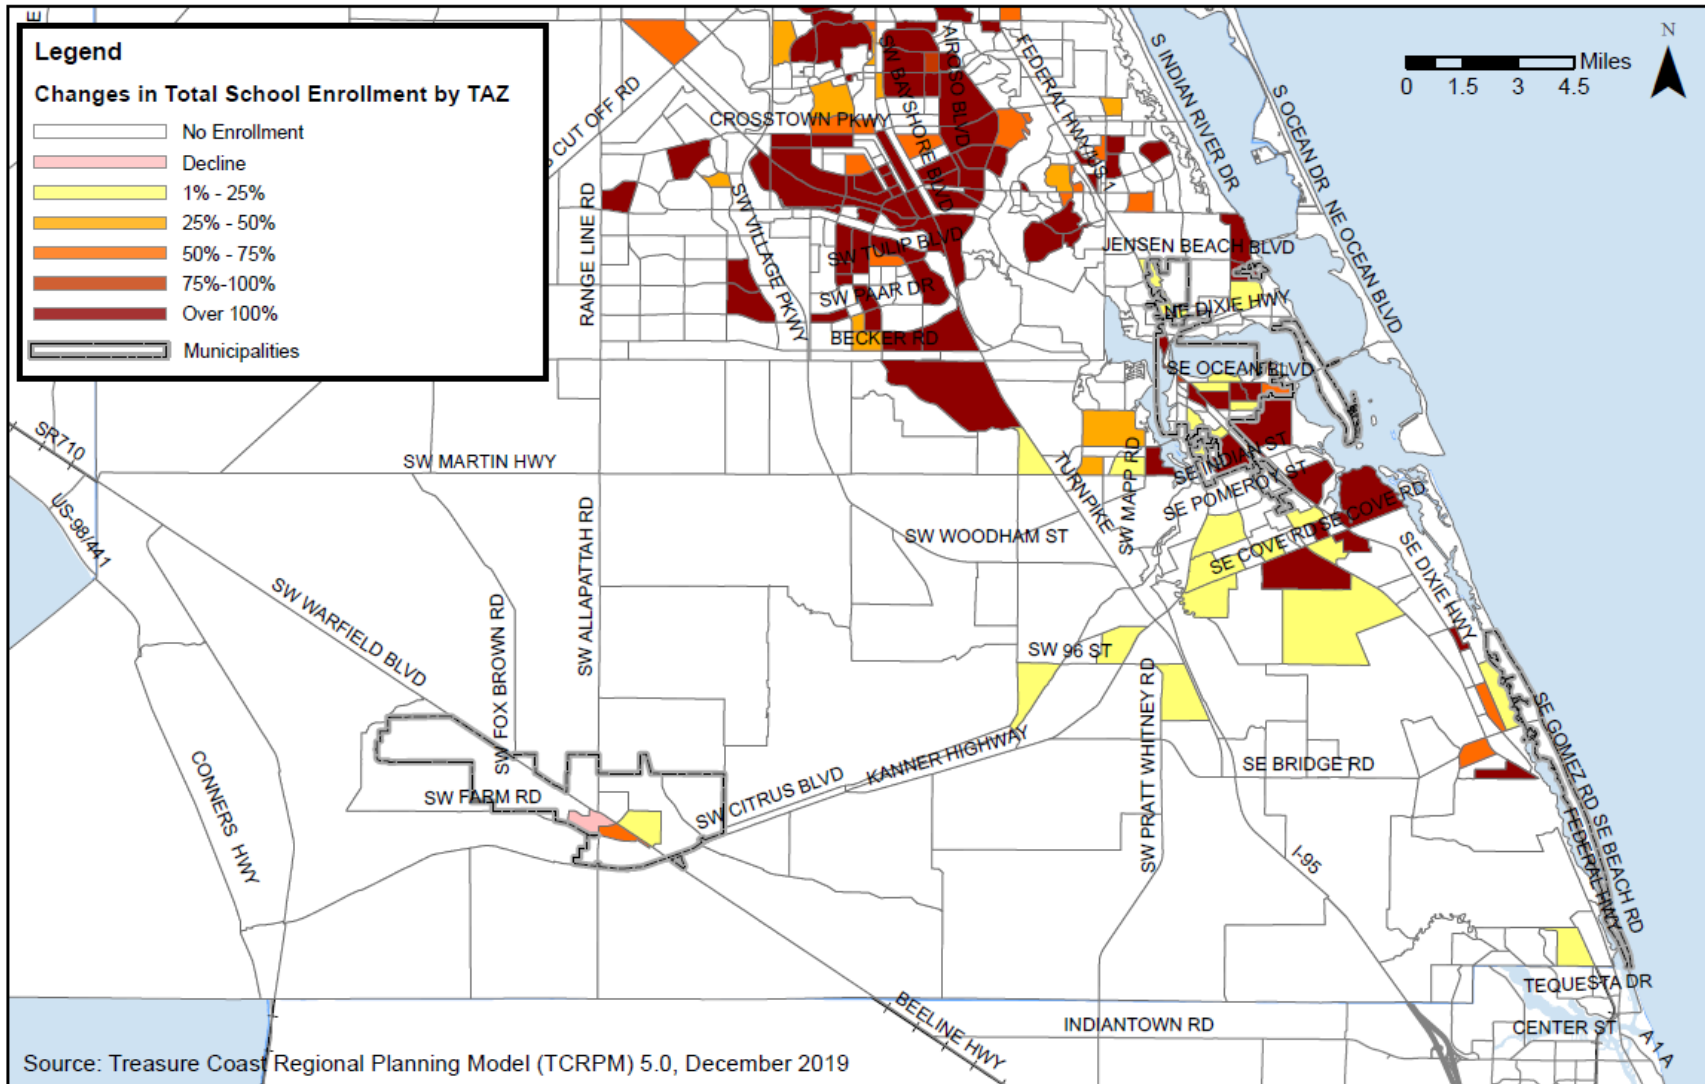 Legend
Changes in Total School Enrollment by TAZ
No Enrollment
Decline
1% - 25%
25% - 50%
50% - 75%
75%-100%
Over 100%
Municipalities
E
N
Miles
0 1.5 3 4.5
CUT OFF RD
CROSSTOWN PKWY
SW BAYSHORE BLVD
AIROSO BLVD
FEDERAL HWY/US 1
S INDIAN RIVER DR
S OCEAN DR
NE OCEAN BLVD
RANGE LINE RD
SW VILLAGE PKWY
SW TULIP BLVD
SW PAAR DR
BECKER RD
JENSEN BEACH BLVD
NE DIXIE HWY
SE OCEAN BLVD
SR710
US-98/441
SW MARTIN HWY
TURNPIKE
SW MAPP RD
SE INDIAN ST
SE POMEROY ST
SE COVE RD
SE COVE RD
SW WOODHAM ST
SW ALLAPATTAH RD
SW FOX BROWN RD
SW WARFIELD BLVD
SE DIXIE HWY
SW 96 ST
SW PRATT WHITNEY RD
SE BRIDGE RD
KANNER HIGHWAY
SW CITRUS BLVD
SW FARM RD
CONNERS HWY
SE GOMEZ RD
SE BEACH RD
FEDERAL HWY
I-95
TEQUESTA DR
CENTER ST
A1A
INDIANTOWN RD
BEELINE HWY
Source: Treasure Coast Regional Planning Model (TCRPM) 5.0, December 2019